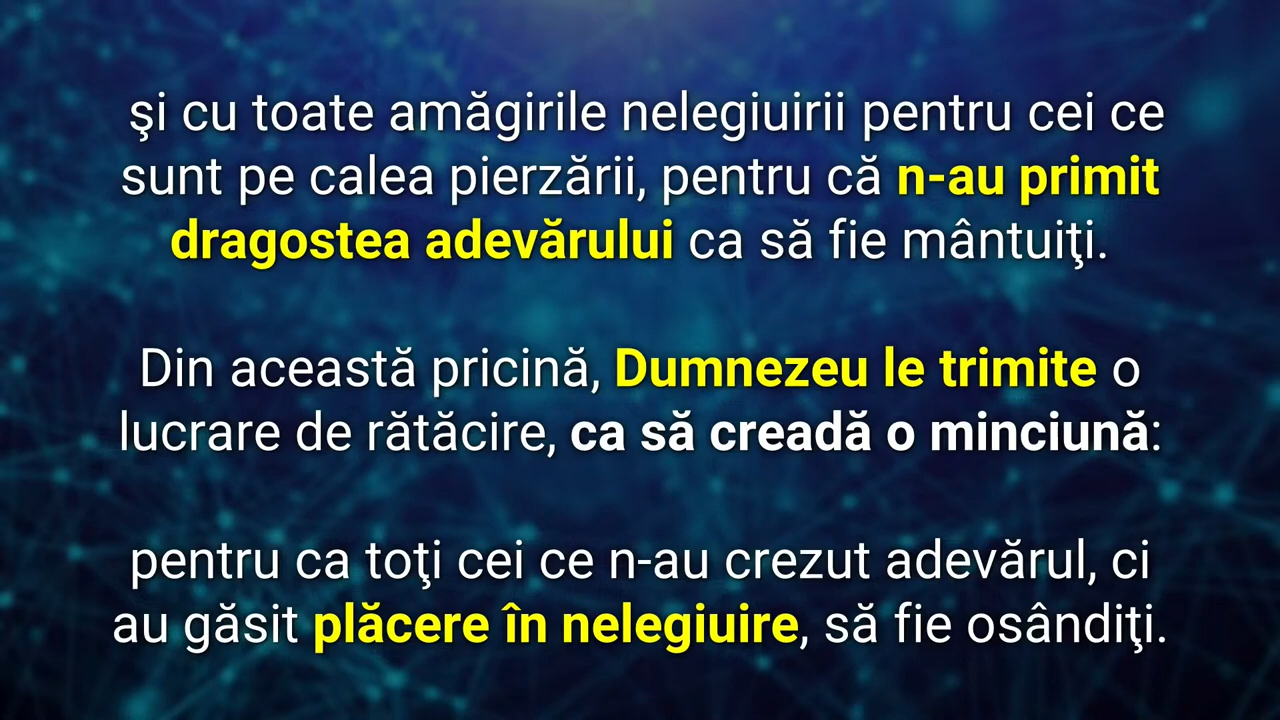 şi cu toate amăgirile nelegiuirii pentru cei ce
sunt pe calea pierzării, pentru că n-au primit
dragostea adevărului ca să fie mântuiţi.
Din această pricină, Dumnezeu le trimite o
lucrare de rătăcire, ca să creadă o minciună:
pentru ca toţi cei ce n-au crezut adevărul, ci
au găsit plăcere în nelegiuire, să fie osândiţi.